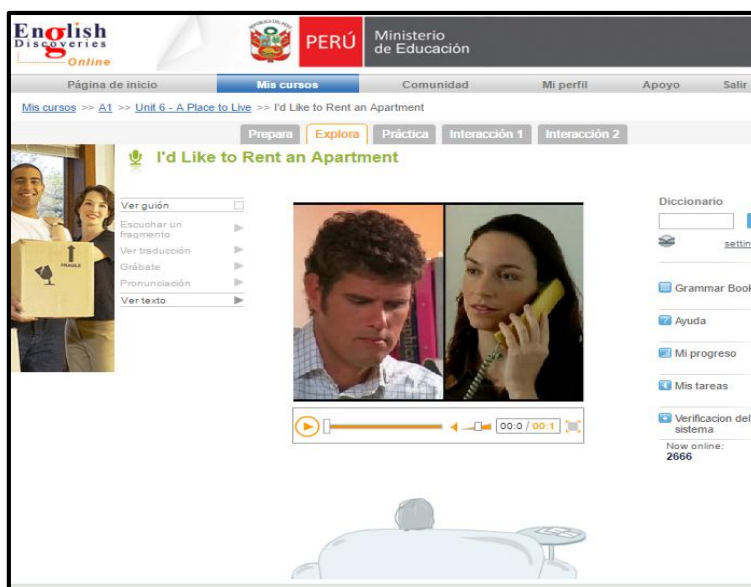 English
Discoveries
Online
PERÚ
Ministerio
de Educación
Página de inicio Mis cursos Comunidad Mi perfil Apoyo Salir
Mis cursos >> A1 >> Unit 6 - A Place to Live >> I'd Like to Rent an Apartment
Prepara Explora Práctica Interacción 1 Interacción 2
I'd Like to Rent an Apartment
Ver guión
Escuchar un
fragmento
Ver traducción
Grábate
Pronunciación
Ver texto
FRAGILE
00:0 / 00:1
Diccionario
settin
Grammar Book
Ayuda
Mi progreso
Mis tareas
Verificacion del
sistema
Now online:
2666